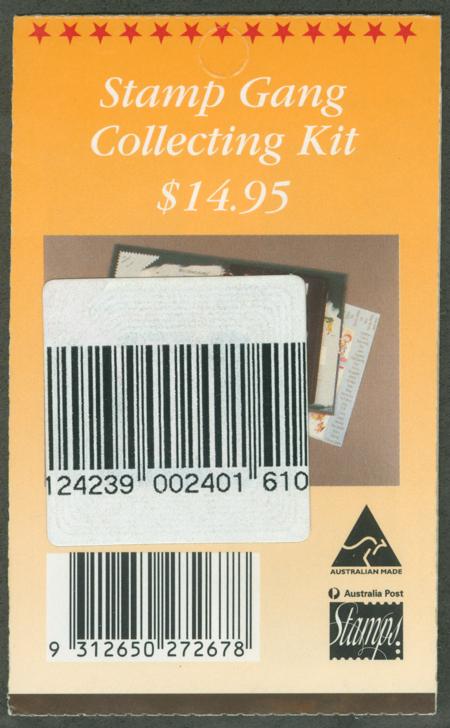 Stamp Gang
Collecting Kit
$14.95
124239 002401 610
AUSTRALIAN MADE
Australia Post
Stamps
9 312650 272678